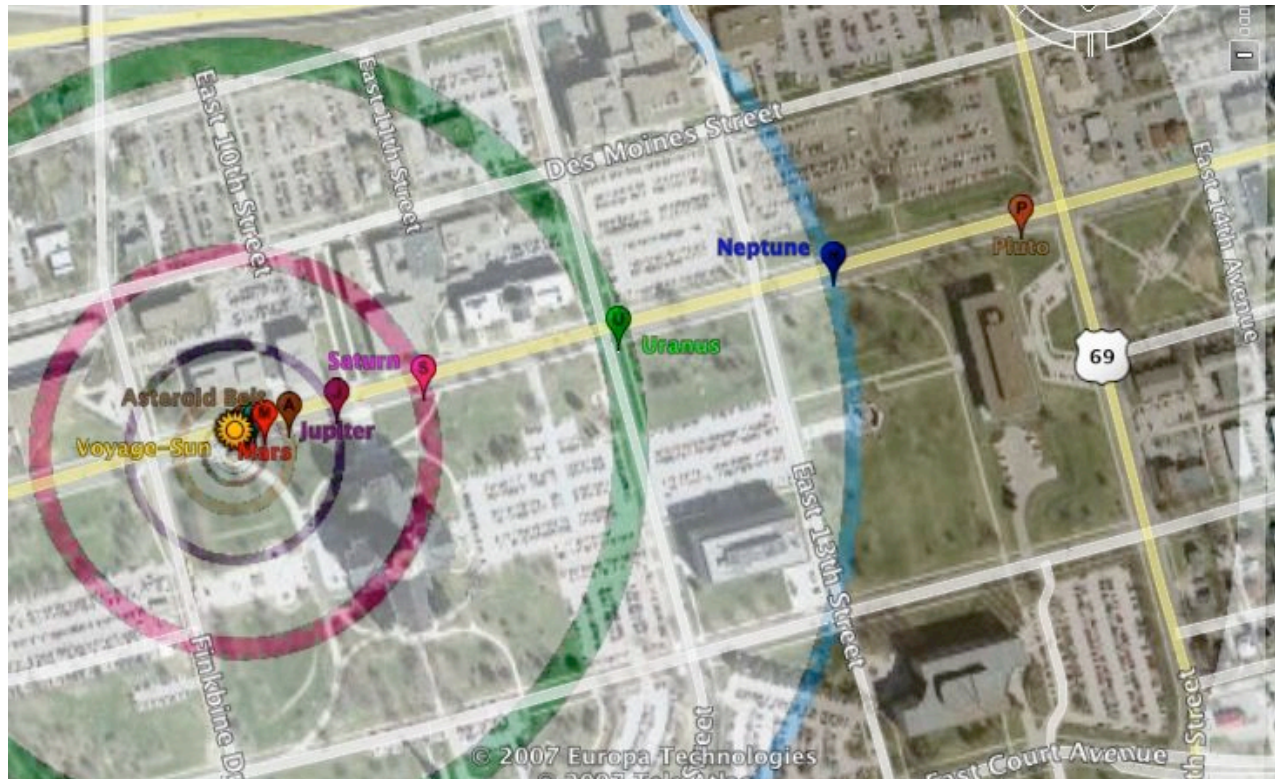 East 10th Street
East 11th Street
Des Moines Street
East 14th Avenue
P
Pluto
Neptune
U
Uranus
69
Saturn
S
Asteroid Belt
M
A
Jupiter
Voyage-Sun
Mars
East 13th Street
Finkbine D
Street
Street
© 2007 Europa Technologies
East Court Avenue